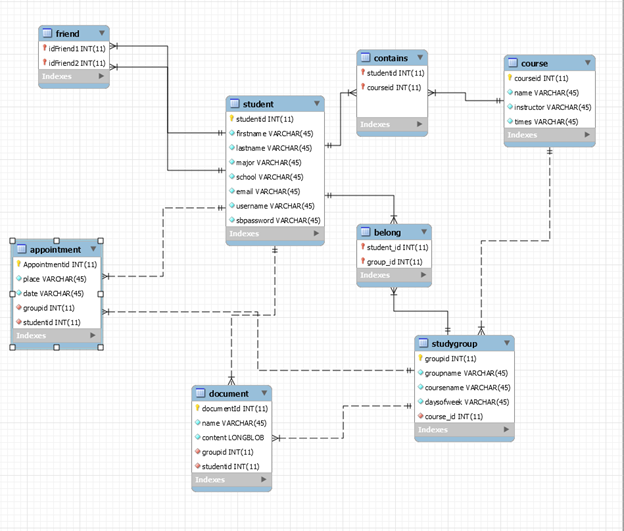 friend
idFriend1 INT(11)
idFriend2 INT(11)
Indexes
student
studentid INT(11)
firstname VARCHAR(45)
lastname VARCHAR(45)
major VARCHAR(45)
school VARCHAR(45)
email VARCHAR(45)
username VARCHAR(45)
sbpassword VARCHAR(45)
Indexes
contains
studentid INT(11)
courseid INT(11)
Indexes
course
courseid INT(11)
name VARCHAR(45)
instructor VARCHAR(45)
times VARCHAR(45)
Indexes
appointment
AppointmentId INT(11)
place VARCHAR(45)
date VARCHAR(45)
groupid INT(11)
studentid INT(11)
Indexes
belong
student_id INT(11)
group_id INT(11)
Indexes
document
documentId INT(11)
name VARCHAR(45)
content LONGBLOB
groupid INT(11)
studentid INT(11)
Indexes
studygroup
groupid INT(11)
groupname VARCHAR(45)
coursename VARCHAR(45)
daysofweek VARCHAR(45)
course_id INT(11)
Indexes